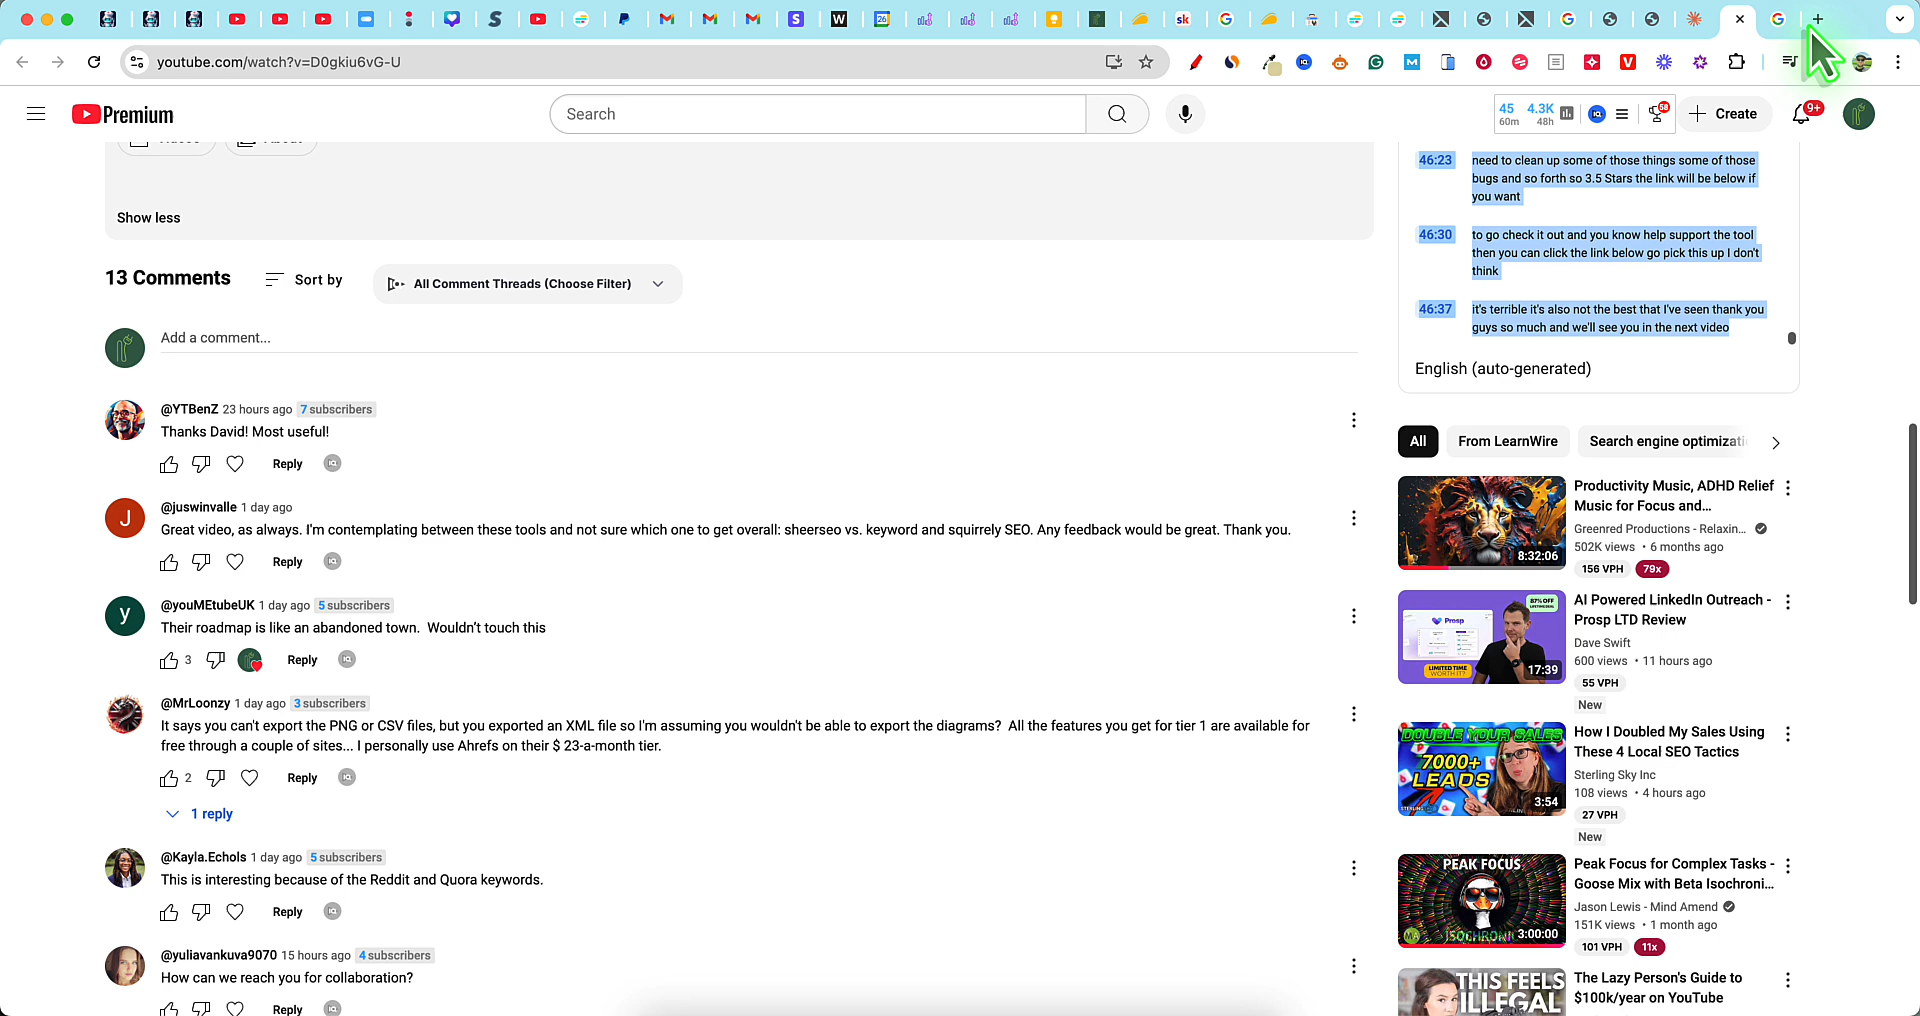 youtube.com/watch?v=D0gkiu6vG-U
Premium
Search
45
60m
4.3K
48h
58
Create
9+
Show less
13 Comments
Sort by
All Comment Threads (Choose Filter)
Add a comment...
@YTBenZ 23 hours ago 7 subscribers
Thanks David! Most useful!
Reply
J
@juswinvalle 1 day ago
Great video, as always. I'm contemplating between these tools and not sure which one to get overall: sheerseo vs. keyword and squirrely SEO. Any feedback would be great. Thank you.
Reply
y
@youMEtubeUK 1 day ago 5 subscribers
Their roadmap is like an abandoned town. Wouldn't touch this
3
Reply
@MrLoonzy 1 day ago 3 subscribers
It says you can't export the PNG or CSV files, but you exported an XML file so I'm assuming you wouldn't be able to export the diagrams? All the features you get for tier 1 are available for
free through a couple of sites... I personally use Ahrefs on their $ 23-a-month tier.
2
Reply
1 reply
@Kayla.Echols 1 day ago 5 subscribers
This is interesting because of the Reddit and Quora keywords.
Reply
@yuliavankuva9070 15 hours ago 4 subscribers
How can we reach you for collaboration?
Reply
46:23
need to clean up some of those things some of those
bugs and so forth so 3.5 Stars the link will be below if
you want
46:30
to go check it out and you know help support the tool
then you can click the link below go pick this up I don't
think
46:37
it's terrible it's also not the best that I've seen thank you
guys so much and we'll see you in the next video
English (auto-generated)
All
From LearnWire
Search engine optimizati
8:32:06
Productivity Music, ADHD Relief
Music for Focus and...
Greenred Productions - Relaxin...
502K views • 6 months ago
156 VPH
79x
87% OFF
Prosp
LIMITED TIME
WORTH IT?
17:39
AI Powered LinkedIn Outreach -
Prosp LTD Review
Dave Swift
600 views • 11 hours ago
55 VPH
New
DOUBLE YOUR SALES
7000+
LEADS
3:54
How I Doubled My Sales Using
These 4 Local SEO Tactics
Sterling Sky Inc
108 views • 4 hours ago
27 VPH
New
PEAK FOCUS
MA
ISOCHRONIC
3:00:00
Peak Focus for Complex Tasks -
Goose Mix with Beta Isochroni...
Jason Lewis - Mind Amend
151K views • 1 month ago
101 VPH
11x
THIS FEELS
ILLEGAL
The Lazy Person's Guide to
$100k/year on YouTube